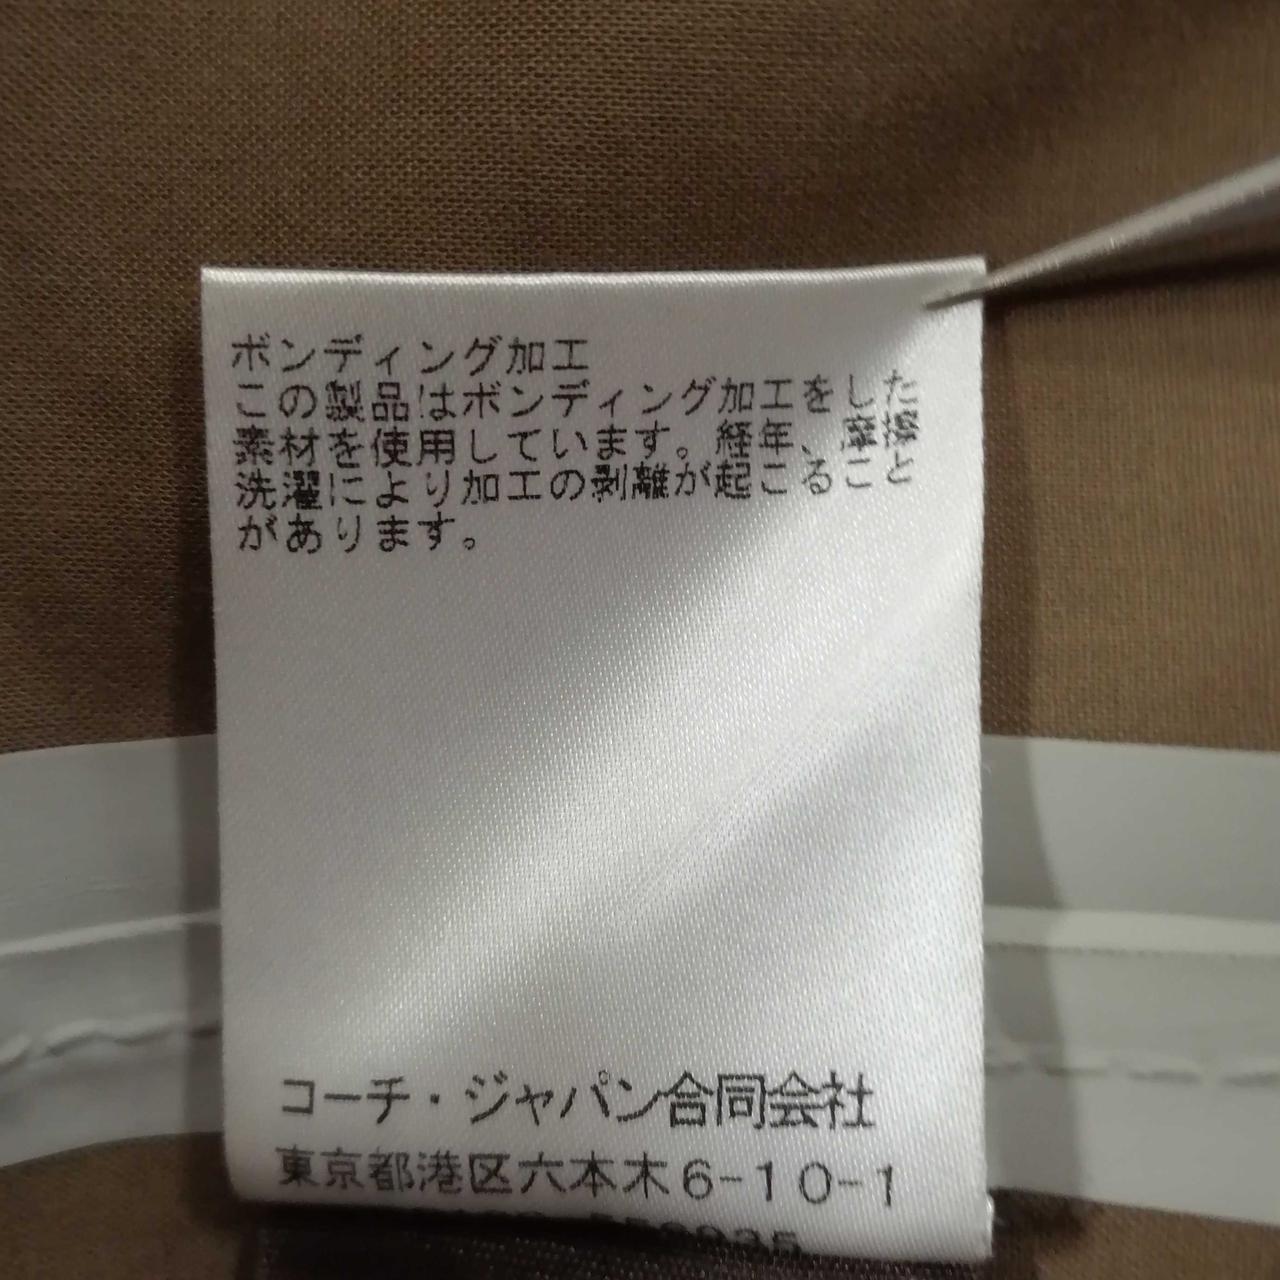 ボンディング加工
この製品はボンディング加工をした
素材を使用しています。経年、摩擦
洗濯により加工の剥離が起こること
があります。
コーチ・ジャパン合同会社
東京都港区六本木6-10-1